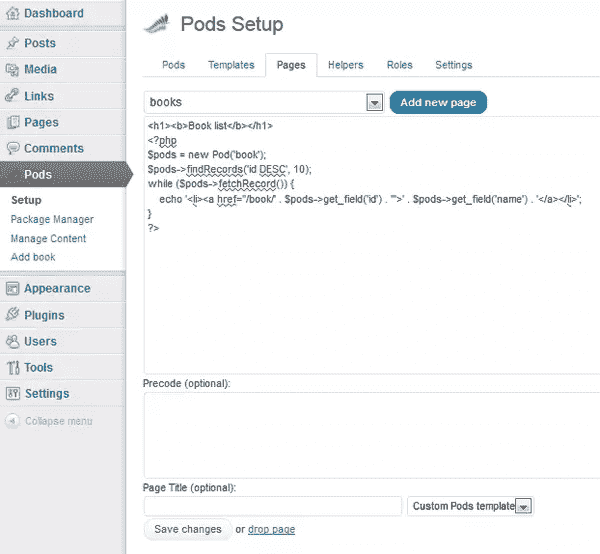 Dashboard
Posts
Media
Links
Pages
Comments
Pods
Setup
Package Manager
Manage Content
Add book
Appearance
Plugins
Users
Tools
Settings
Collapse menu
Pods Setup
Pods Templates Pages Helpers Roles Settings
books Add new page
<h1><b>Book list</b></h1>
<?php
$pods = new Pod('book');
$pods->findRecords('id DESC', 10);
while ($pods->fetchRecord()) {
echo '<li><a href="/book/' . $pods->get_field('id') . '">' . $pods->get_field('name') . '</a></li>';
}
?>
Precode (optional):
Page Title (optional):
Custom Pods template
Save changes or drop page